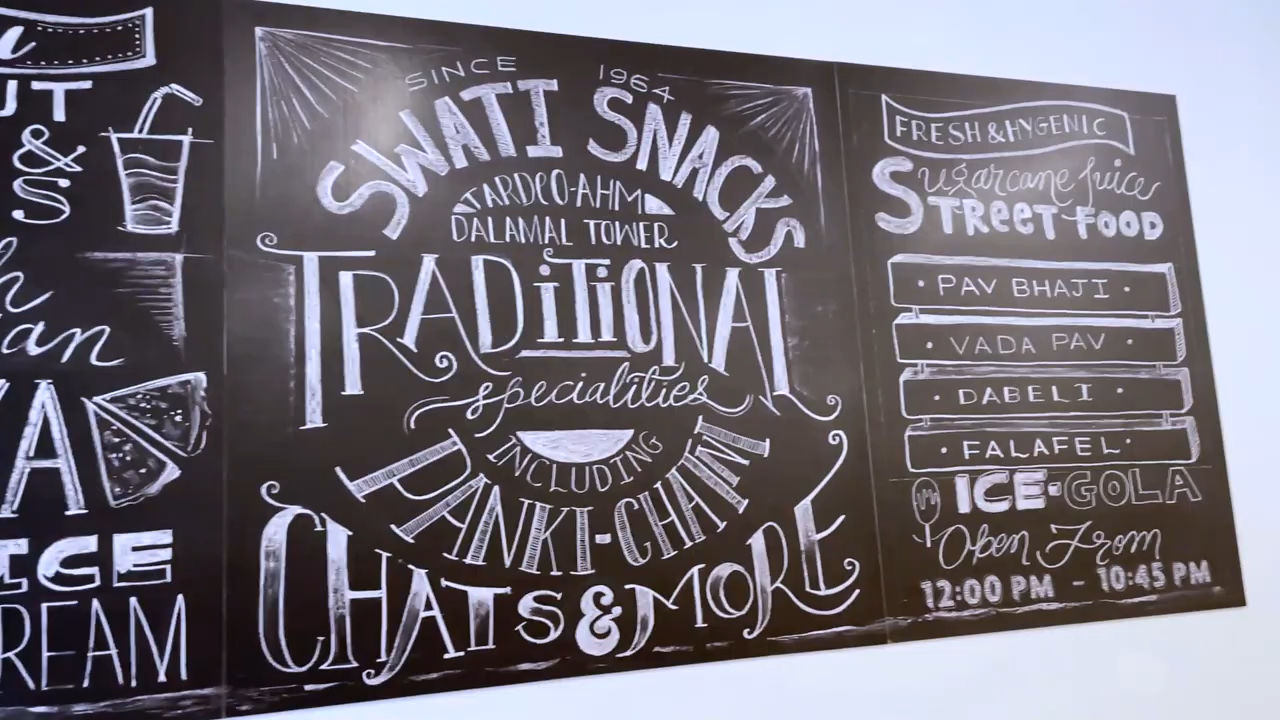 UT
&
S
an
A
ICE
REAM
SINCE 1964
SWATI SNACKS
TARDEO-AHM
DALAMAL TOWER
TRADITIONAL
specialities
INCLUDING
PANKI-CHATNI
CHATS & MORE
FRESH & HYGENIC
Sugarcane juice
STREET FOOD
· PAV BHAJI ·
· VADA PAV ·
· DABELI ·
· FALAFEL ·
ICE-GOLA
Open From
12:00 PM - 10:45 PM